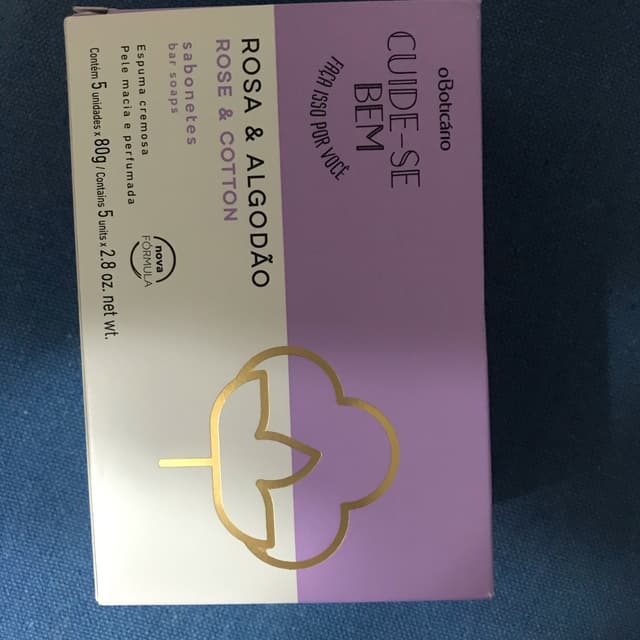 oBoticário
CUIDE-SE
BEM
FAÇA ISSO POR VOCÊ
ROSA & ALGODÃO
ROSE & COTTON
sabonetes
bar soaps
Espuma cremosa
Pele macia e perfumada
nova
FÓRMULA
Contém 5 unidades x 80g / Contains 5 units x 2.8 oz. net wt.